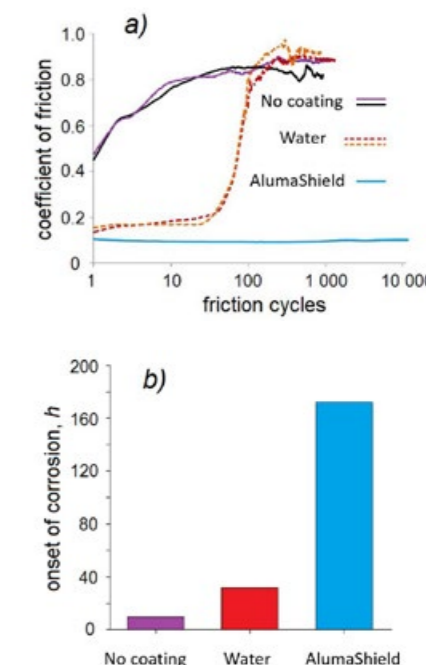 a)
1.0
0.8
0.6
0.4
0.2
0
coefficient of friction
No coating
Water
AlumaShield
1 10 100 1 000 10 000
friction cycles
b)
200
160
120
80
40
0
onset of corrosion, h
No coating Water AlumaShield